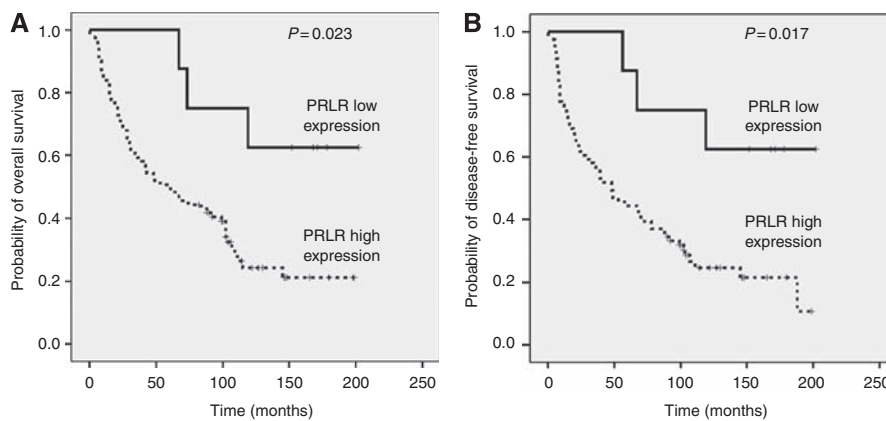 A
P = 0.023
Probability of overall survival
1.0
0.8
0.6
0.4
0.2
0.0
PRLR low
expression
PRLR high
expression
0 50 100 150 200 250
Time (months)
B
P = 0.017
Probability of disease-free survival
1.0
0.8
0.6
0.4
0.2
0.0
PRLR low
expression
PRLR high
expression
0 50 100 150 200 250
Time (months)